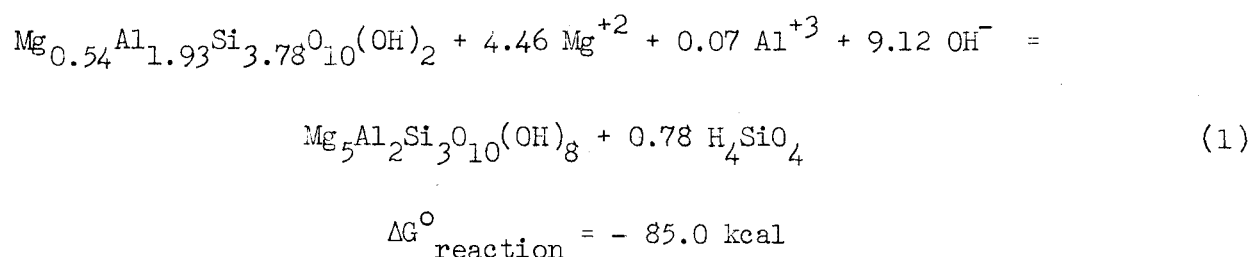 Mg₀.₅₄Al₁.₉₃Si₃.₇₈O₁₀(OH)₂ + 4.46 Mg⁺² + 0.07 Al⁺³ + 9.12 OH⁻ =
Mg₅Al₂Si₃O₁₀(OH)₈ + 0.78 H₄SiO₄ (1)
ΔG°reaction = - 85.0 kcal